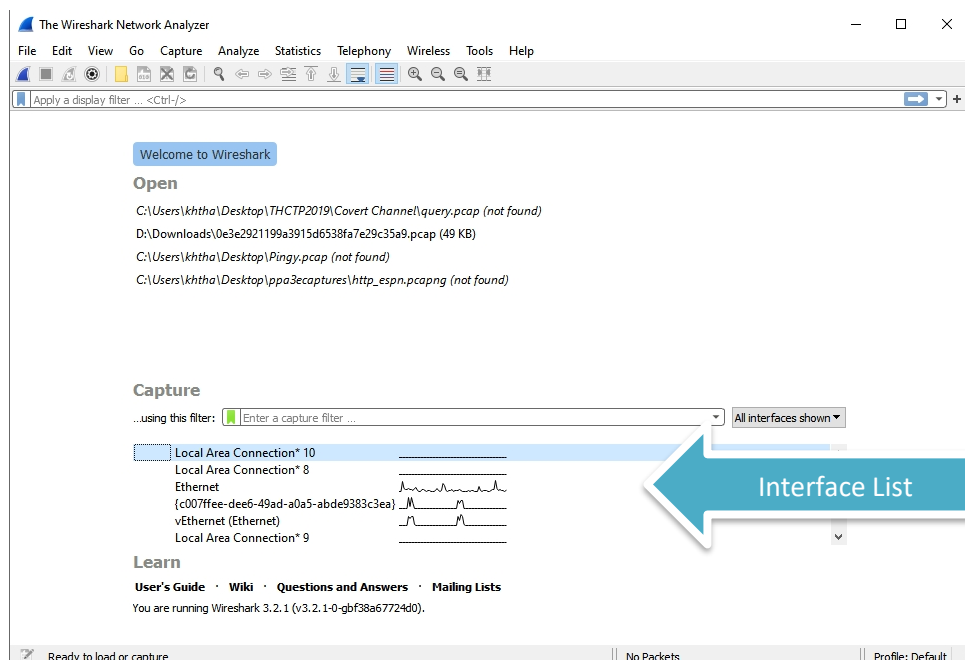 The Wireshark Network Analyzer
File Edit View Go Capture Analyze Statistics Telephony Wireless Tools Help
Apply a display filter ... <Ctrl-/>
Welcome to Wireshark
Open
C:\Users\khtha\Desktop\THCTP2019\Covert Channel\query.pcap (not found)
D:\Downloads\0e3e2921199a3915d6538fa7e29c35a9.pcap (49 KB)
C:\Users\khtha\Desktop\Pingy.pcap (not found)
C:\Users\khtha\Desktop\ppa3ecaptures\http_espn.pcapng (not found)
Capture
...using this filter: Enter a capture filter ... All interfaces shown
Local Area Connection* 10
Local Area Connection* 8
Ethernet
{c007ffee-dee6-49ad-a0a5-abde9383c3ea}
vEthernet (Ethernet)
Local Area Connection* 9
Interface List
Learn
User's Guide · Wiki · Questions and Answers · Mailing Lists
You are running Wireshark 3.2.1 (v3.2.1-0-gbf38a67724d0).
Ready to load or capture No Packets Profile: Default